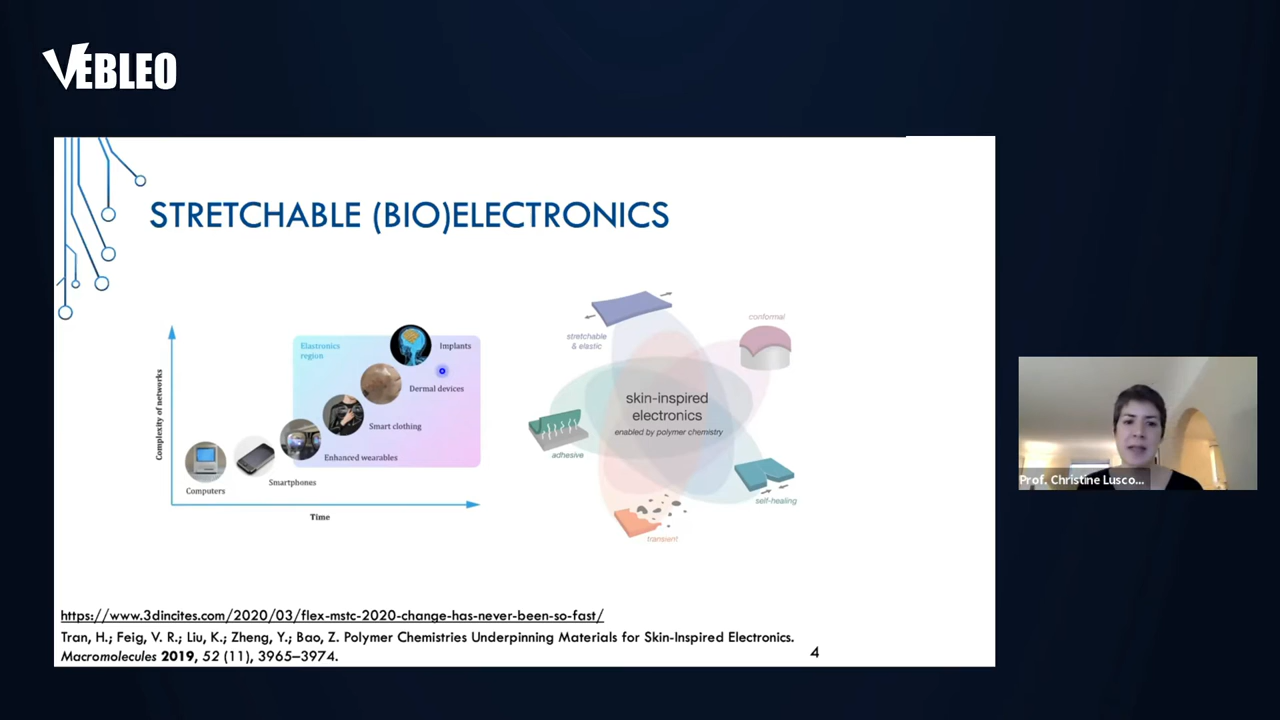 VEBLEO
STRETCHABLE (BIO)ELECTRONICS
Complexity of networks
Elastronics
region
Implants
Dermal devices
Smart clothing
Enhanced wearables
Smartphones
Computers
Time
stretchable
& elastic
conformal
skin-inspired
electronics
enabled by polymer chemistry
adhesive
self-healing
transient
https://www.3dincites.com/2020/03/flex-mstc-2020-change-has-never-been-so-fast/
Tran, H.; Feig, V. R.; Liu, K.; Zheng, Y.; Bao, Z. Polymer Chemistries Underpinning Materials for Skin-Inspired Electronics.
Macromolecules 2019, 52 (11), 3965–3974.
4
Prof. Christine Lusco...